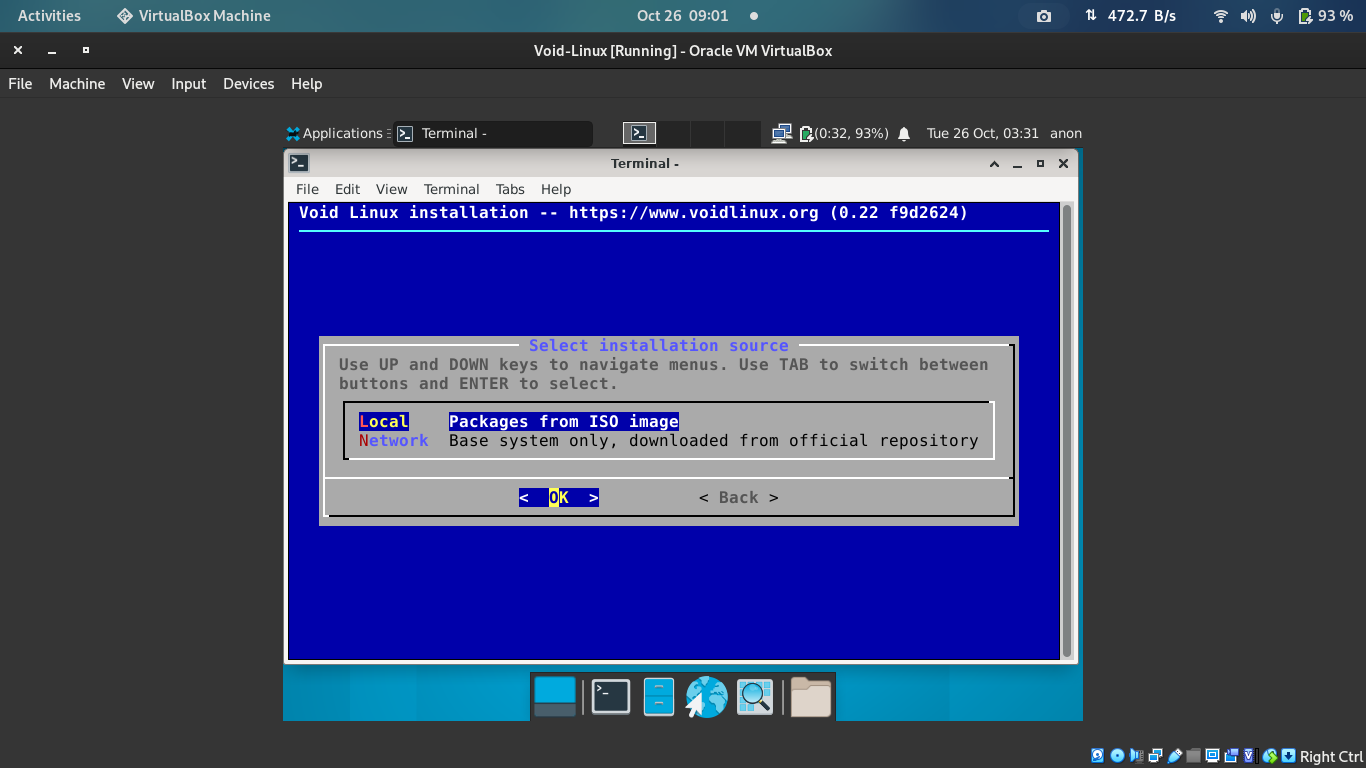 Activities VirtualBox Machine Oct 26 09:01 472.7 B/s 93 %
Void-Linux [Running] - Oracle VM VirtualBox
File Machine View Input Devices Help
Applications Terminal - (0:32, 93%) Tue 26 Oct, 03:31 anon
Terminal -
File Edit View Terminal Tabs Help
Void Linux installation -- https://www.voidlinux.org (0.22 f9d2624)
Select installation source
Use UP and DOWN keys to navigate menus. Use TAB to switch between
buttons and ENTER to select.
Local Packages from ISO image
Network Base system only, downloaded from official repository
< OK > < Back >
Right Ctrl